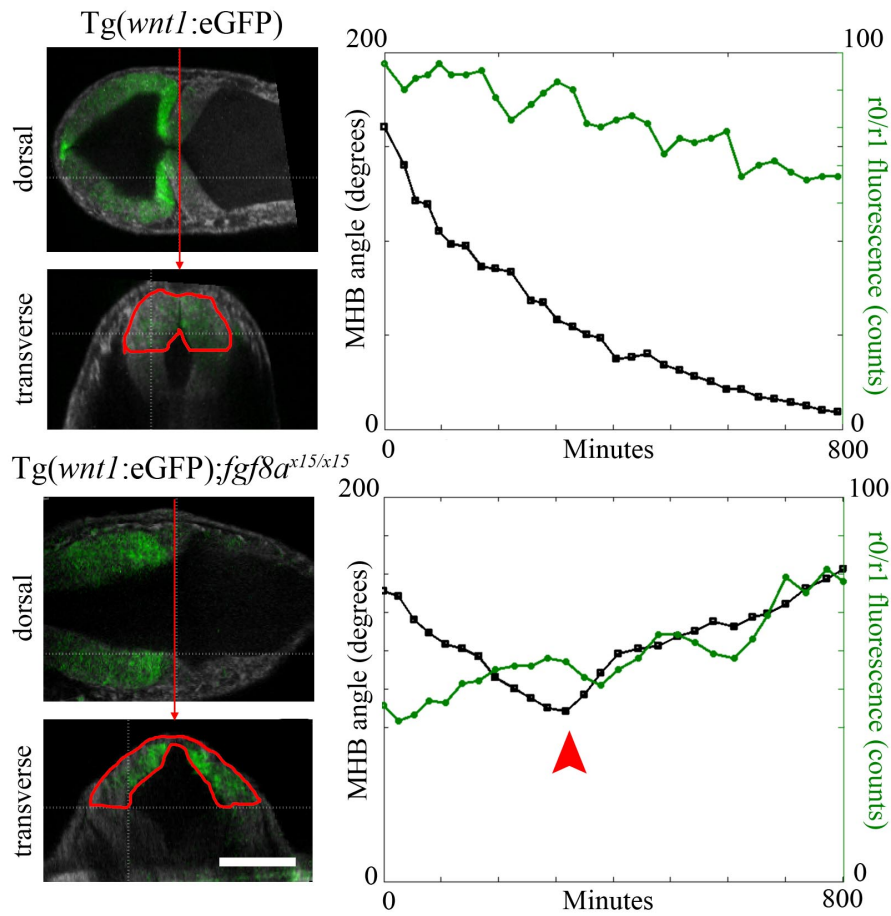 Tg(wnt1:eGFP)
dorsal
transverse
200
MHB angle (degrees)
0
100
r0/r1 fluorescence
(counts)
0
0
Minutes
800
Tg(wnt1:eGFP);fgf8a^x15/x15
dorsal
transverse
200
MHB angle (degrees)
0
100
r0/r1 fluorescence
(counts)
0
0
Minutes
800